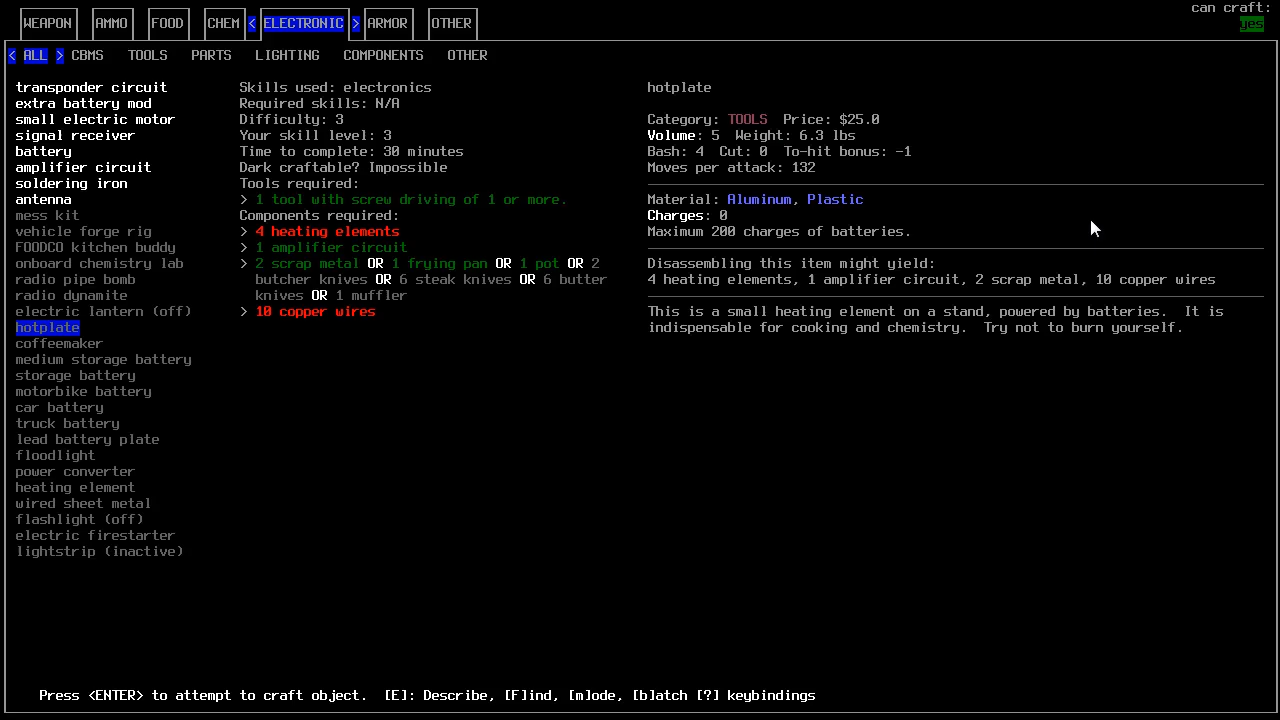 can craft:
WEAPON AMMO FOOD CHEM < ELECTRONIC > ARMOR OTHER yes
< ALL > CBMS TOOLS PARTS LIGHTING COMPONENTS OTHER
transponder circuit
extra battery mod
small electric motor
signal receiver
battery
amplifier circuit
soldering iron
antenna
mess kit
vehicle forge rig
FOODCO kitchen buddy
onboard chemistry lab
radio pipe bomb
radio dynamite
electric lantern (off)
hotplate
coffeemaker
medium storage battery
storage battery
motorbike battery
car battery
truck battery
lead battery plate
floodlight
power converter
heating element
wired sheet metal
flashlight (off)
electric firestarter
lightstrip (inactive)
Skills used: electronics
Required skills: N/A
Difficulty: 3
Your skill level: 3
Time to complete: 30 minutes
Dark craftable? Impossible
Tools required:
> 1 tool with screw driving of 1 or more.
Components required:
> 4 heating elements
> 1 amplifier circuit
> 2 scrap metal OR 1 frying pan OR 1 pot OR 2
butcher knives OR 6 steak knives OR 6 butter
knives OR 1 muffler
> 10 copper wires
hotplate
Category: TOOLS Price: $25.0
Volume: 5 Weight: 6.3 lbs
Bash: 4 Cut: 0 To-hit bonus: -1
Moves per attack: 132
Material: Aluminum, Plastic
Charges: 0
Maximum 200 charges of batteries.
Disassembling this item might yield:
4 heating elements, 1 amplifier circuit, 2 scrap metal, 10 copper wires
This is a small heating element on a stand, powered by batteries. It is
indispensable for cooking and chemistry. Try not to burn yourself.
Press <ENTER> to attempt to craft object. [E]: Describe, [F]ind, [m]ode, [b]atch [?] keybindings